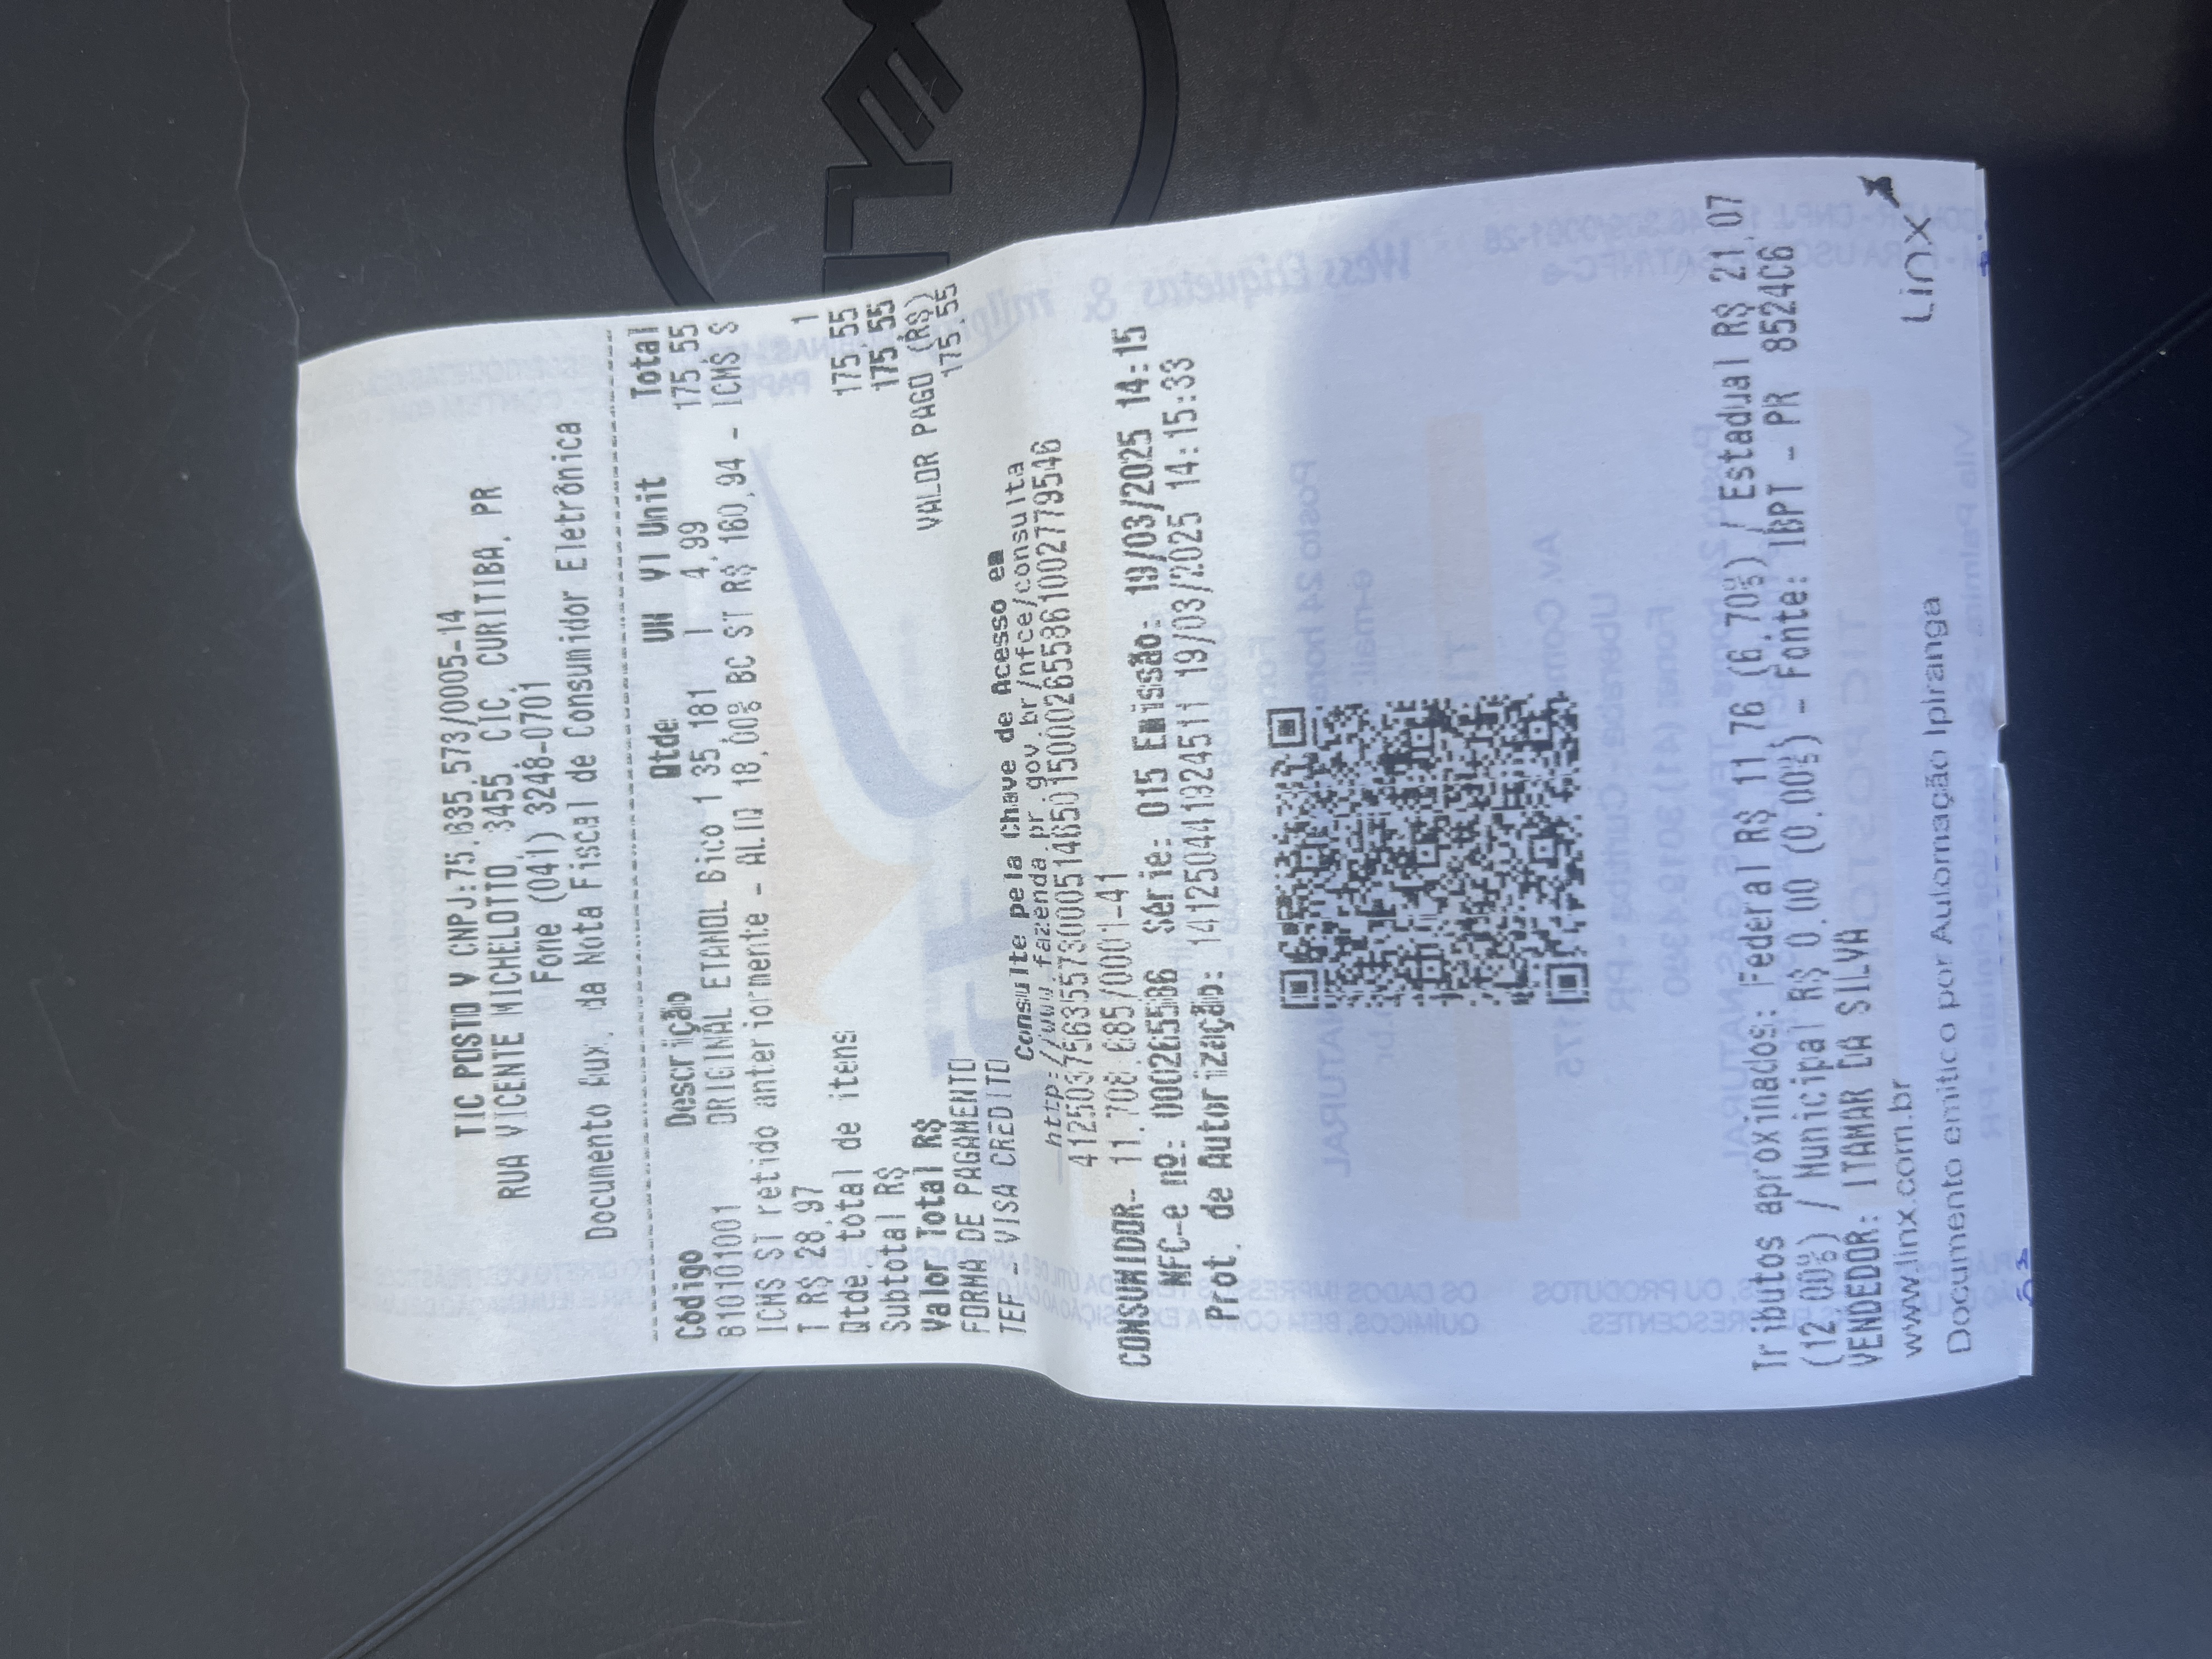 DELL
TIC POSTO V CNPJ:75.635.573/0005-14
RUA VICENTE MICHELOTTO, 3455, CIC, CURITIBA, PR
Fone (041) 3248-0701
Documento Aux. da Nota Fiscal de Consumidor Eletrônica
Código Descrição Qtde UN Vl Unit Total
810101001 ORIGINAL ETANOL Bico 1 35,181 l 4,99 175,55
ICMS ST retido anteriormente - ALIQ 18,00% BC ST R$ 160,94 - ICMS S
T R$ 28,97
Qtde. total de itens 1
Subtotal R$ 175,55
Valor Total R$ 175,55
FORMA DE PAGAMENTO VALOR PAGO (R$)
TEF - VISA CREDITO 175,55
Consulte pela Chave de Acesso em
http://www.fazenda.pr.gov.br/nfce/consulta
CONSUMIDOR- 11.708.685/0001-41
NFC-e nº: 000265586 Série: 015 Emissão: 19/03/2025 14:15
Prot. de Autorização: 19/03/2025 14:15:33
Tributos aproximados: Federal R$ 11,76 (6,70%) / Estadual R$ 21,07
(12,00%) / Municipal R$ 0,00 (0,00%) - Fonte: IBPT - PR 8524C6
VENDEDOR: ITAMAR DA SILVA
www.linx.com.br
Linx
Documento emitico por Automação Ipiranga